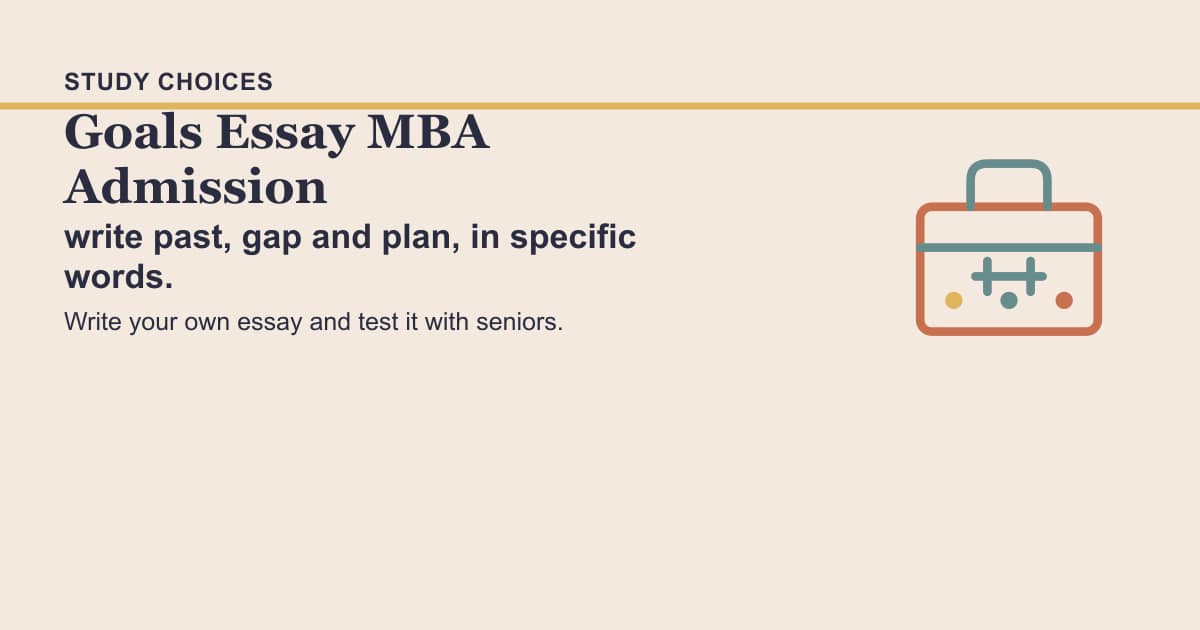 STUDY CHOICES
Goals Essay MBA
Admission
write past, gap and plan, in specific
words.
Write your own essay and test it with seniors.